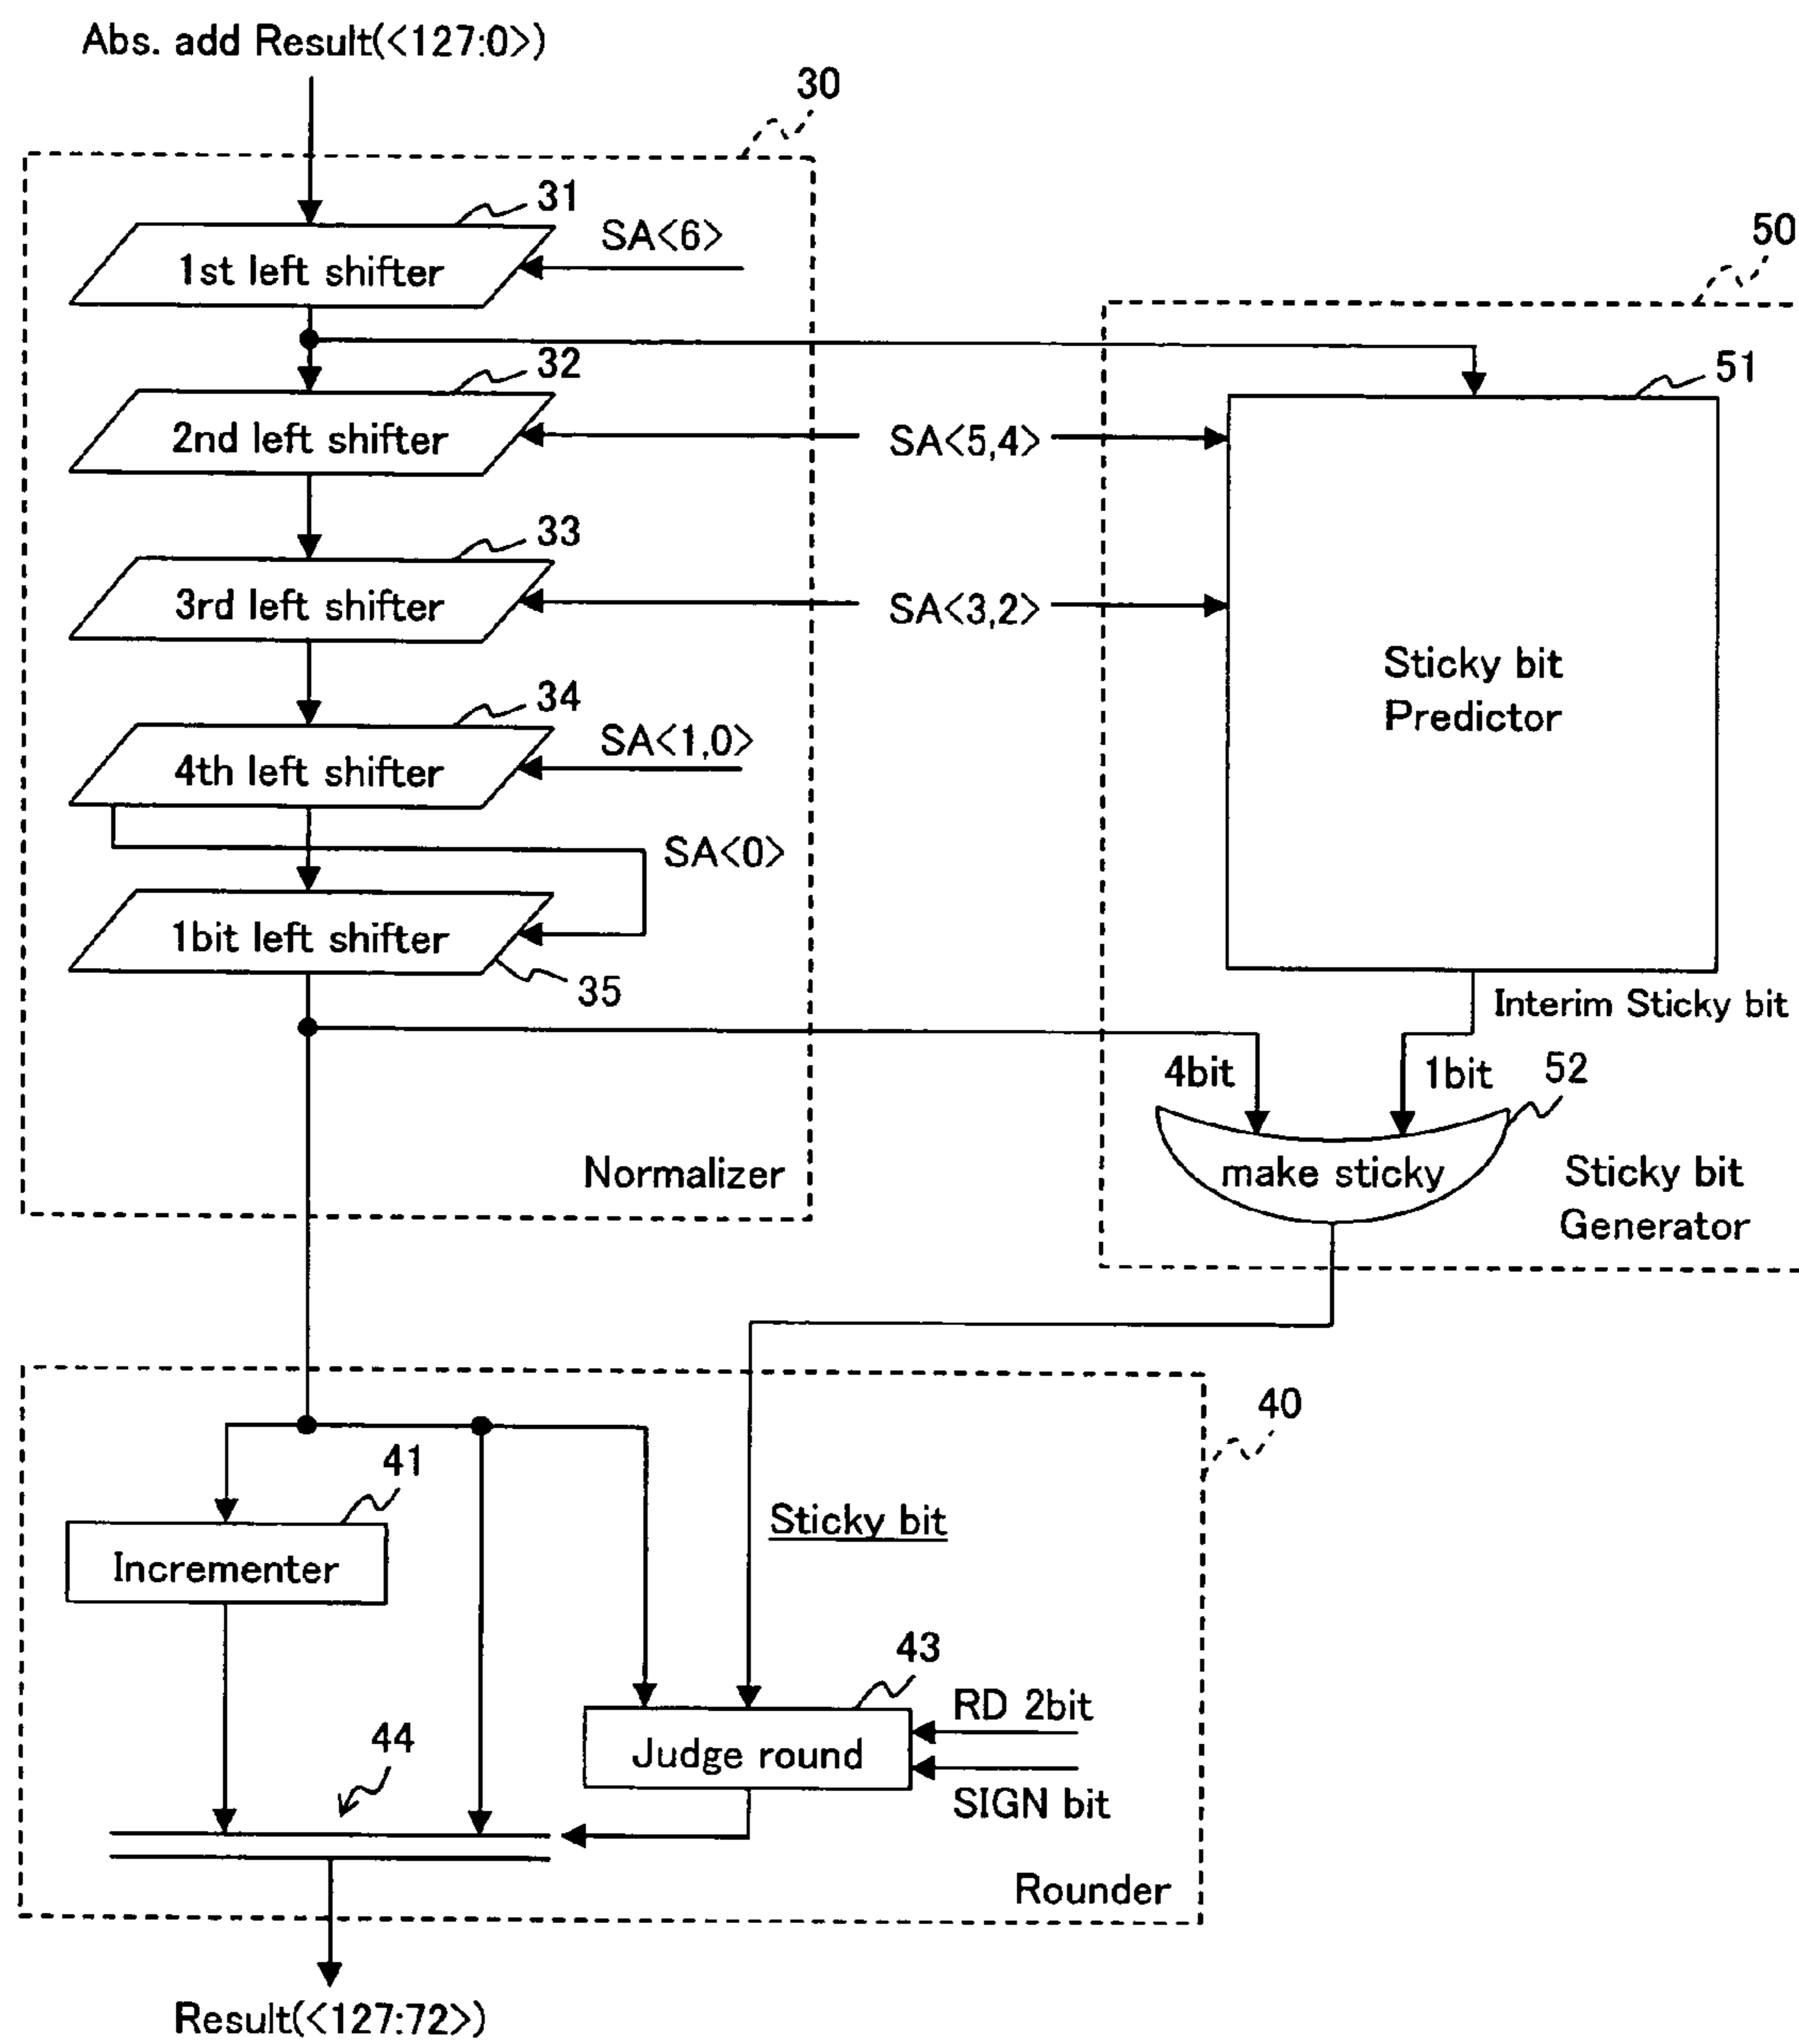 Abs. add Result(<127:0>)
30
31
1st left shifter
SA<6>
50
32
2nd left shifter
SA<5,4>
51
33
3rd left shifter
SA<3,2>
Sticky bit
Predictor
34
4th left shifter
SA<1,0>
SA<0>
1bit left shifter
35
Interim Sticky bit
4bit
1bit
52
make sticky
Normalizer
Sticky bit
Generator
40
41
Incrementer
Sticky bit
43
RD 2bit
Judge round
SIGN bit
44
Rounder
Result(<127:72>)